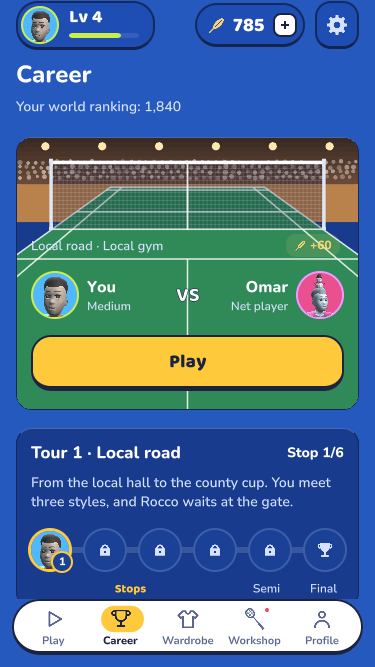 Lv 4
785 +
Career
Your world ranking: 1,840
Local road · Local gym
+60
You
Medium
VS
Omar
Net player
Play
Tour 1 · Local road
Stop 1/6
From the local hall to the county cup. You meet
three styles, and Rocco waits at the gate.
1
Stops
Semi
Final
Play
Career
Wardrobe
Workshop
Profile